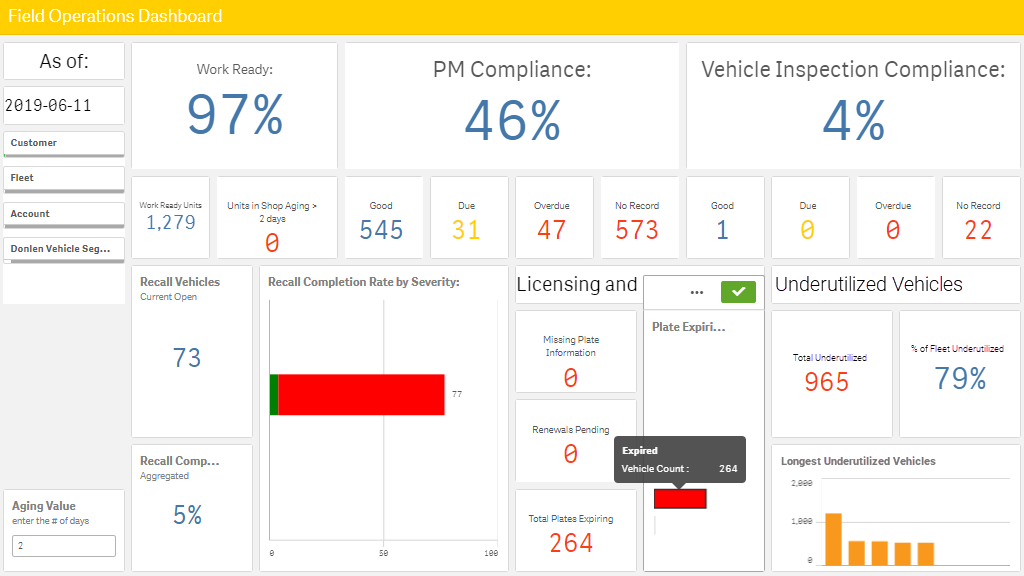 Field Operations Dashboard
As of:
2019-06-11
Customer
Fleet
Account
Donlen Vehicle Seg...
Aging Value
enter the # of days
2
Work Ready:
97%
PM Compliance:
46%
Vehicle Inspection Compliance:
4%
Work Ready Units
1,279
Units in Shop Aging >
2 days
0
Good
545
Due
31
Overdue
47
No Record
573
Good
1
Due
0
Overdue
0
No Record
22
Recall Vehicles
Current Open
73
Recall Comp...
Aggregated
5%
Recall Completion Rate by Severity:
77
0 50 100
Licensing and
Missing Plate
Information
0
Renewals Pending
0
Total Plates Expiring
264
...
Plate Expiri...
Expired
Vehicle Count : 264
Underutilized Vehicles
Total Underutilized
965
% of Fleet Underutilized
79%
Longest Underutilized Vehicles
2,000
1,000
0